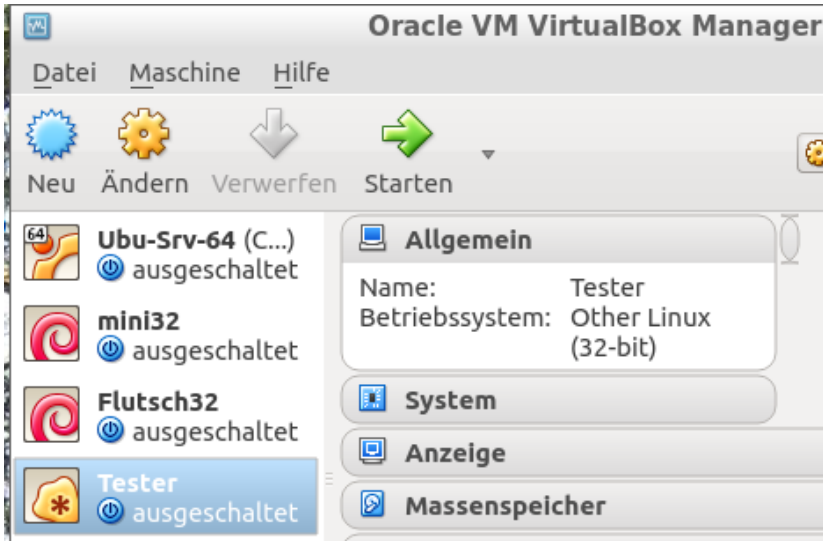 Oracle VM VirtualBox Manager
Datei Maschine Hilfe
Neu Ändern Verwerfen Starten
64
Ubu-Srv-64 (C...)
ausgeschaltet
mini32
ausgeschaltet
Flutsch32
ausgeschaltet
Tester
ausgeschaltet
Allgemein
Name: Tester
Betriebssystem: Other Linux
(32-bit)
System
Anzeige
Massenspeicher